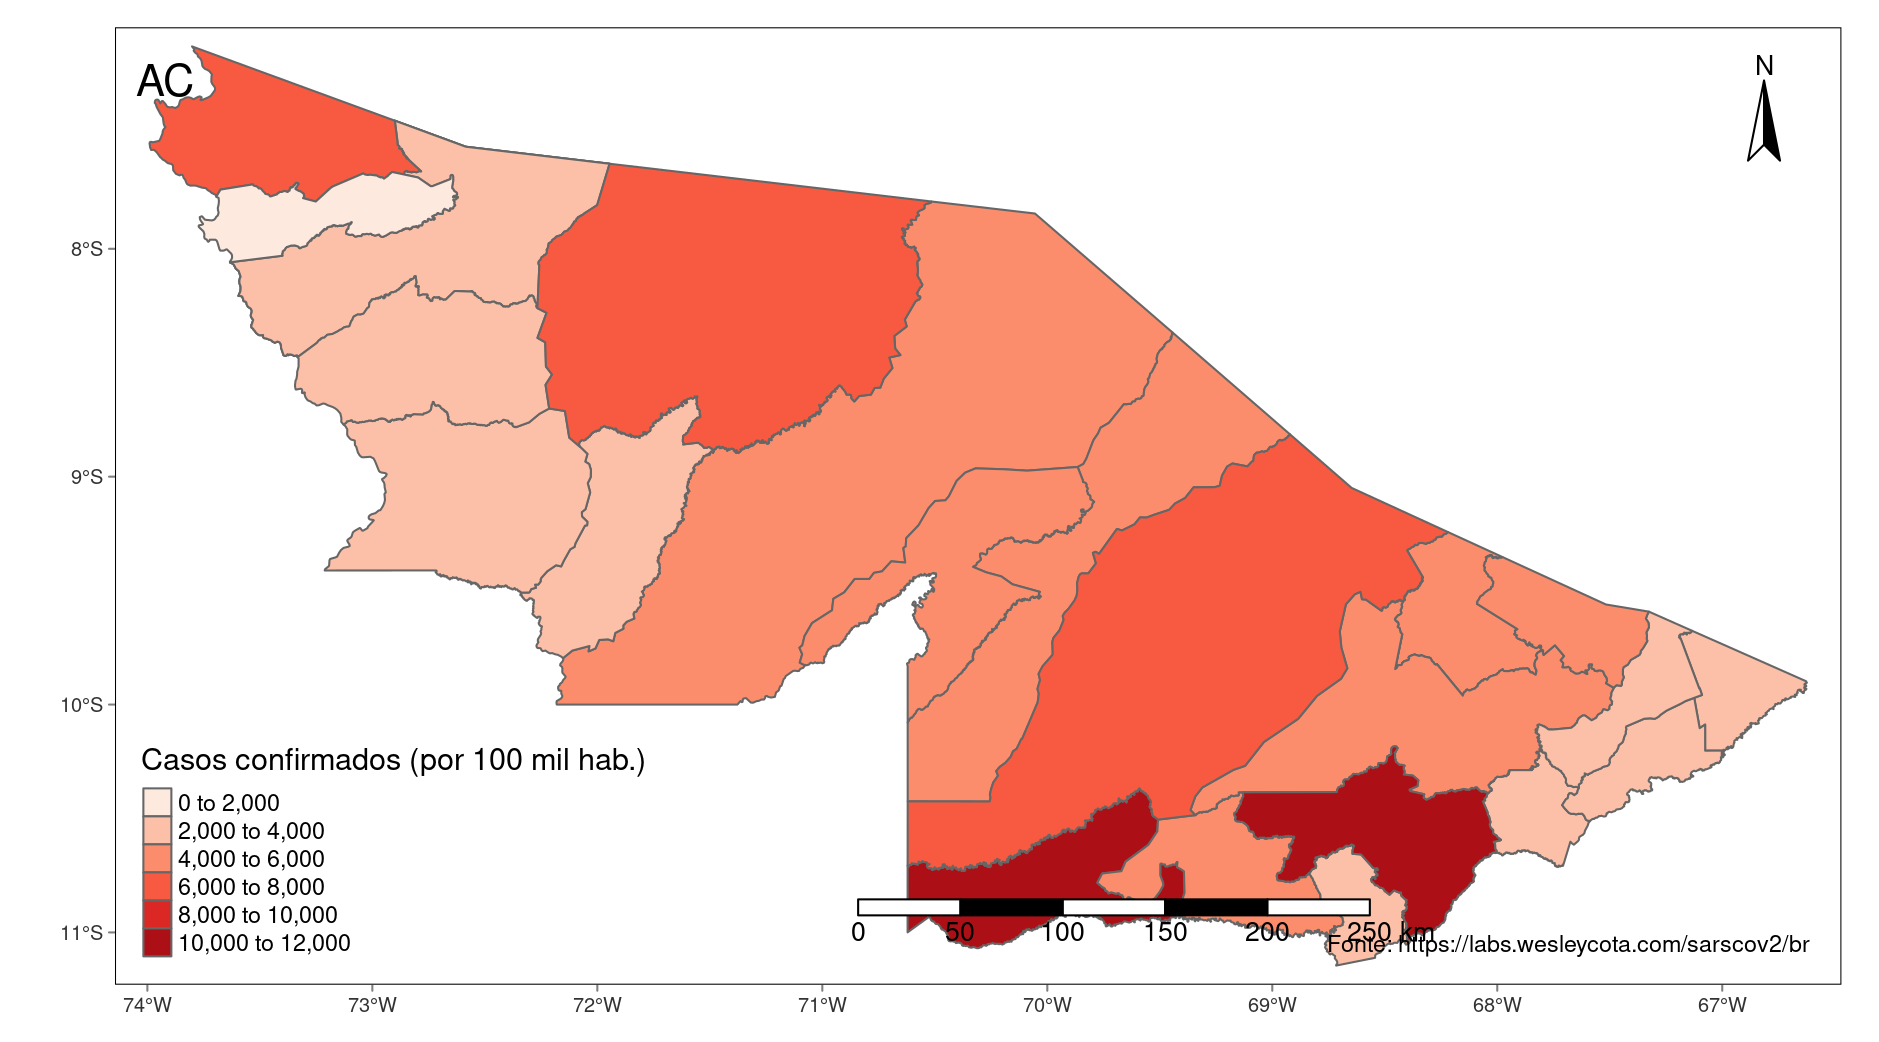 AC
N
8°S
9°S
10°S
11°S
Casos confirmados (por 100 mil hab.)
0 to 2,000
2,000 to 4,000
4,000 to 6,000
6,000 to 8,000
8,000 to 10,000
10,000 to 12,000
0 50 100 150 200 250 km
Fonte: https://labs.wesleycota.com/sarscov2/br
74°W 73°W 72°W 71°W 70°W 69°W 68°W 67°W